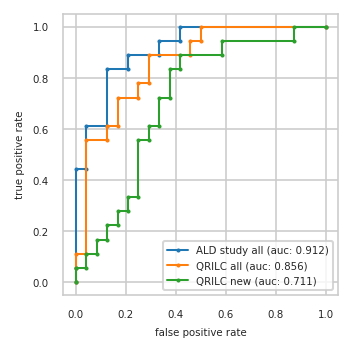 1.0
0.8
0.6
0.4
0.2
0.0
true positive rate
ALD study all (auc: 0.912)
QRILC all (auc: 0.856)
QRILC new (auc: 0.711)
0.0 0.2 0.4 0.6 0.8 1.0
false positive rate